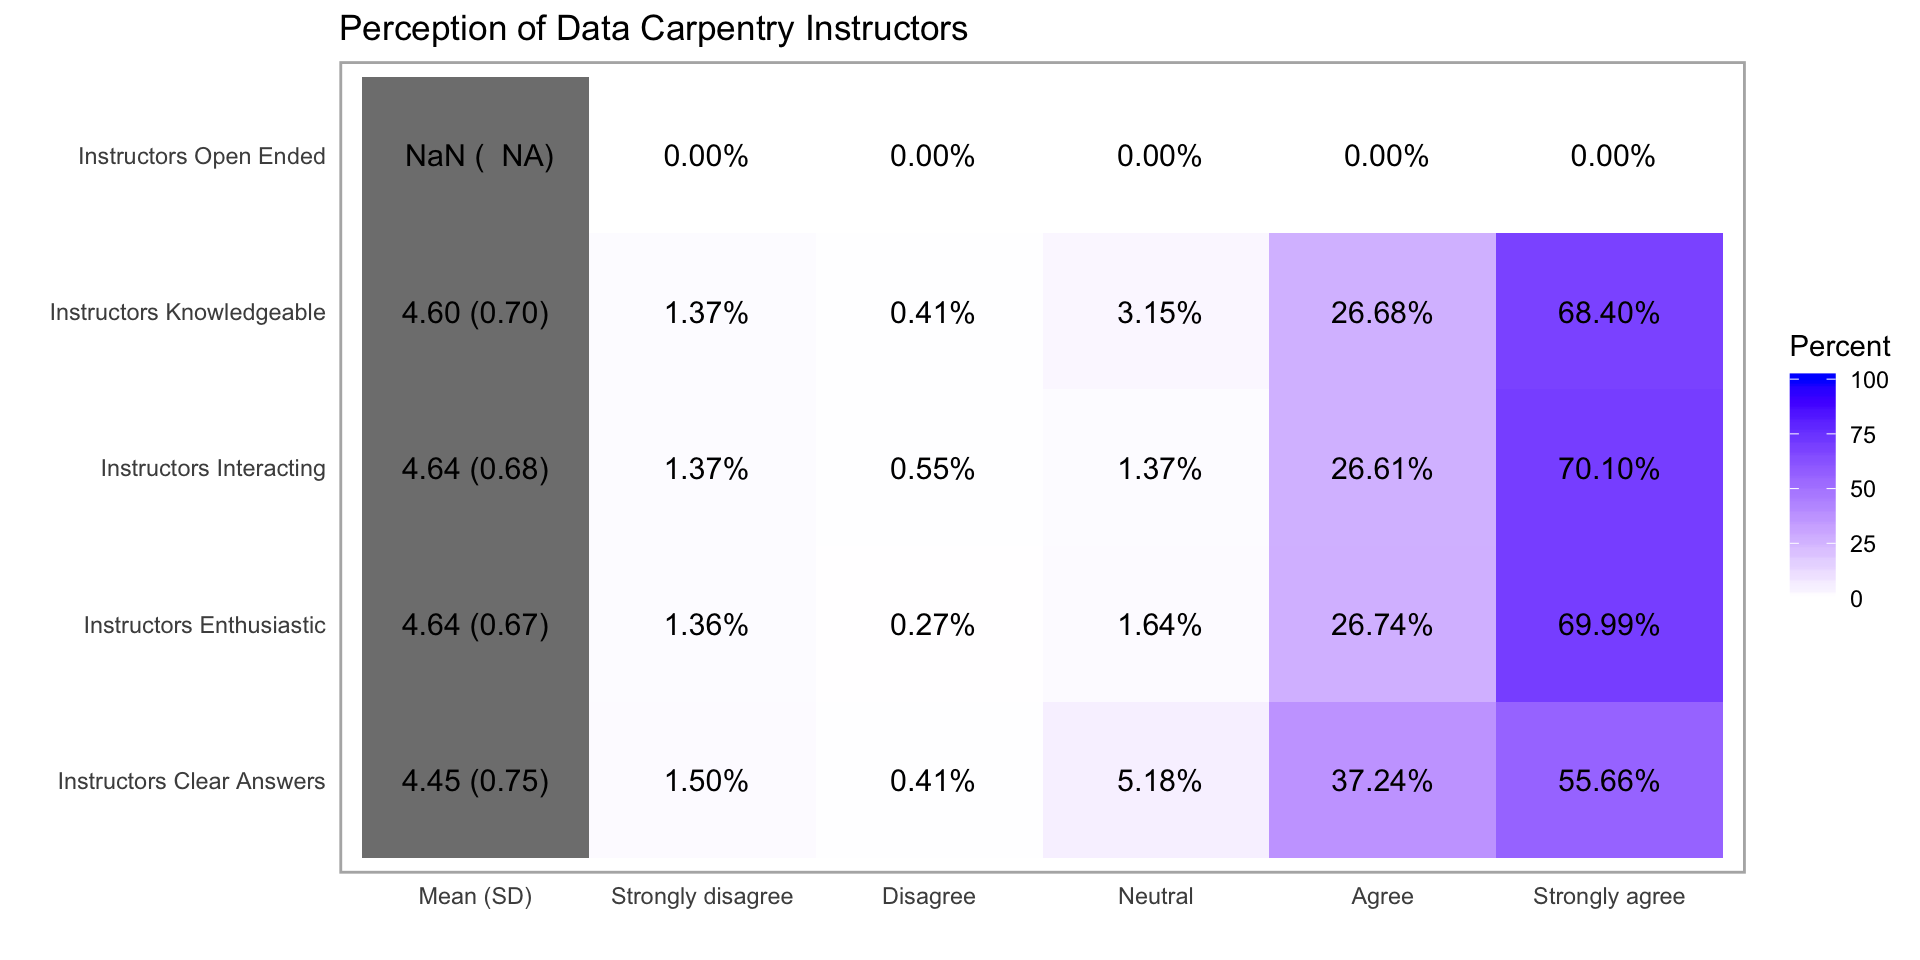 Perception of Data Carpentry Instructors
Instructors Open Ended NaN (  NA) 0.00% 0.00% 0.00% 0.00% 0.00%
Instructors Knowledgeable 4.60 (0.70) 1.37% 0.41% 3.15% 26.68% 68.40%
Instructors Interacting 4.64 (0.68) 1.37% 0.55% 1.37% 26.61% 70.10%
Instructors Enthusiastic 4.64 (0.67) 1.36% 0.27% 1.64% 26.74% 69.99%
Instructors Clear Answers 4.45 (0.75) 1.50% 0.41% 5.18% 37.24% 55.66%
Mean (SD) Strongly disagree Disagree Neutral Agree Strongly agree
Percent
100
75
50
25
0